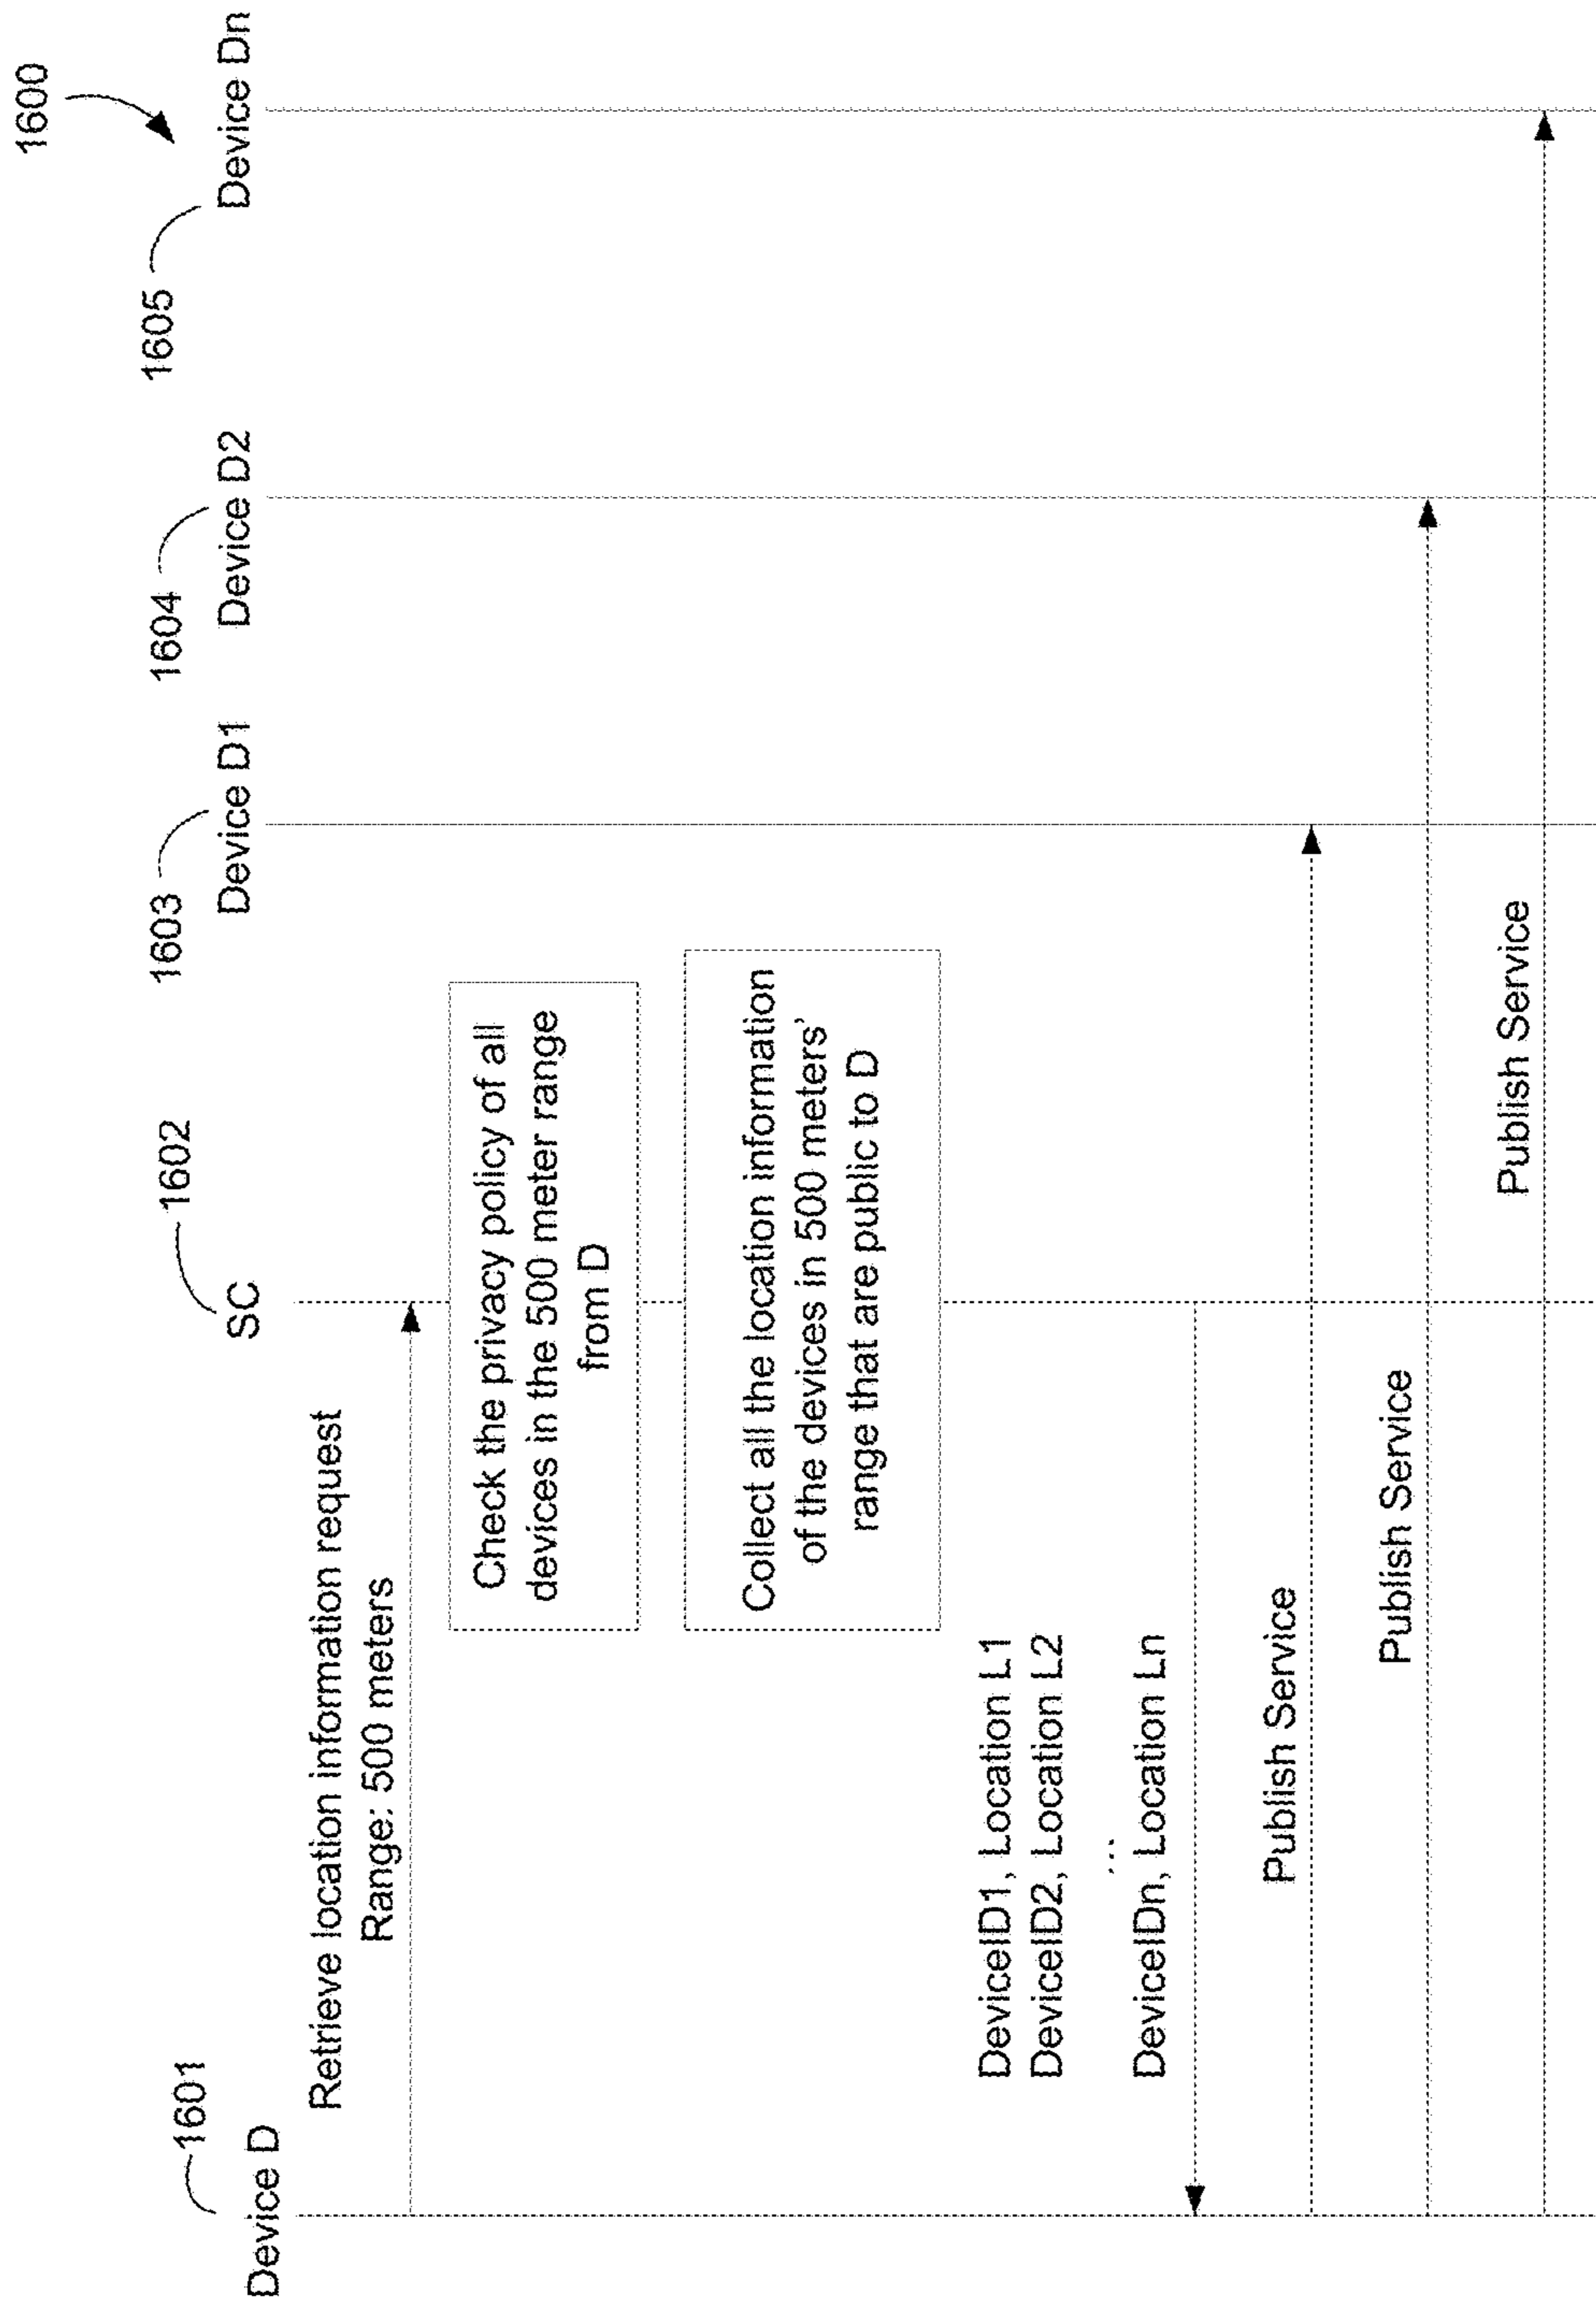 1600
1601
1602
1603
1604
1605
Device D
SC
Device D1
Device D2
Device Dn
Retrieve location information request
Range: 500 meters
Check the privacy policy of all
devices in the 500 meter range
from D
Collect all the location information
of the devices in 500 meters'
range that are public to D
DeviceID1, Location L1
DeviceID2, Location L2
...
DeviceIDn, Location Ln
Publish Service
Publish Service
Publish Service